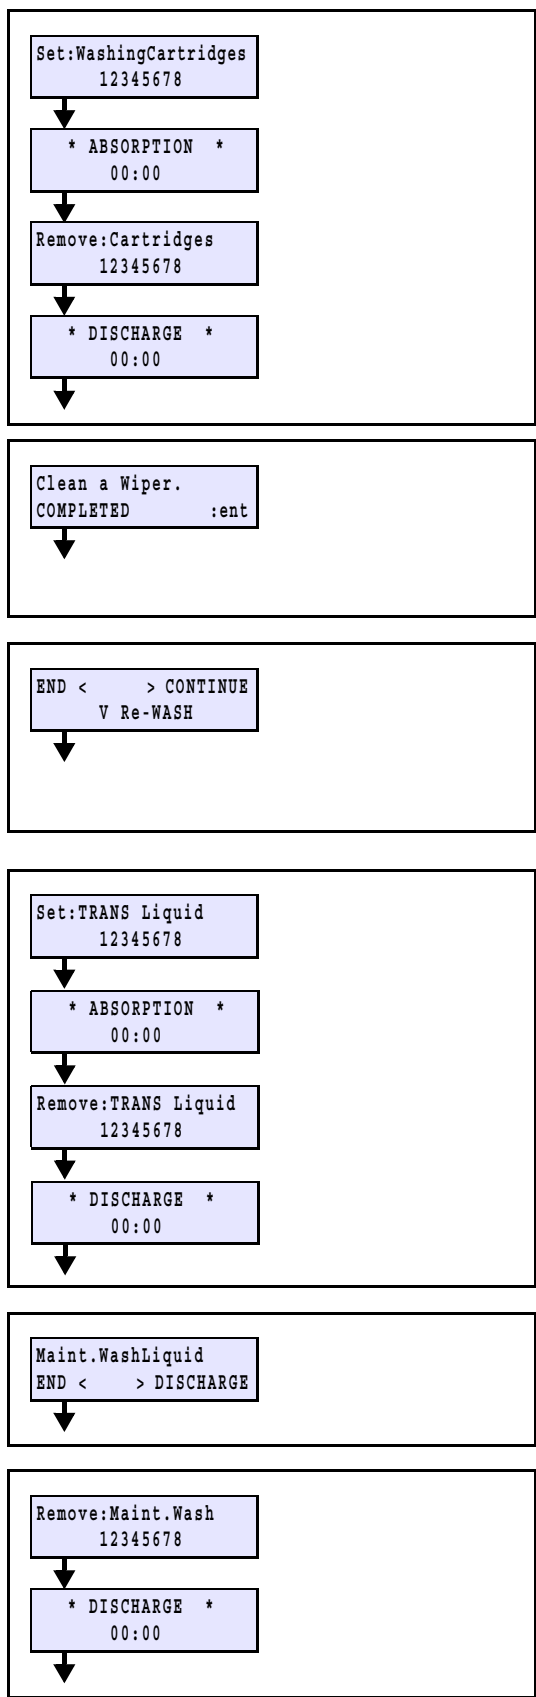 Set:WashingCartridges
12345678
* ABSORPTION *
00:00
Remove:Cartridges
12345678
* DISCHARGE *
00:00
Clean a Wiper.
COMPLETED :ent
END < > CONTINUE
V Re-WASH
Set:TRANS Liquid
12345678
* ABSORPTION *
00:00
Remove:TRANS Liquid
12345678
* DISCHARGE *
00:00
Maint.WashLiquid
END < > DISCHARGE
Remove:Maint.Wash
12345678
* DISCHARGE *
00:00